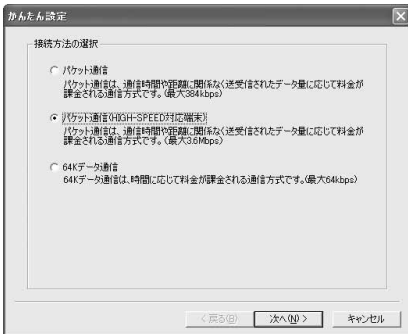 かんたん設定
接続方法の選択
パケット通信
パケット通信は、通信時間や距離に関係なく送受信されたデータ量に応じて料金が
課金される通信方式です。(最大384kbps)
パケット通信(HIGH-SPEED対応端末)
パケット通信は、通信時間や距離に関係なく送受信されたデータ量に応じて料金が
課金される通信方式です。(最大3.6Mbps)
64Kデータ通信
64Kデータ通信は、時間に応じて料金が課金される通信方式です。(最大64kbps)
< 戻る(B) 次へ(N) > キャンセル